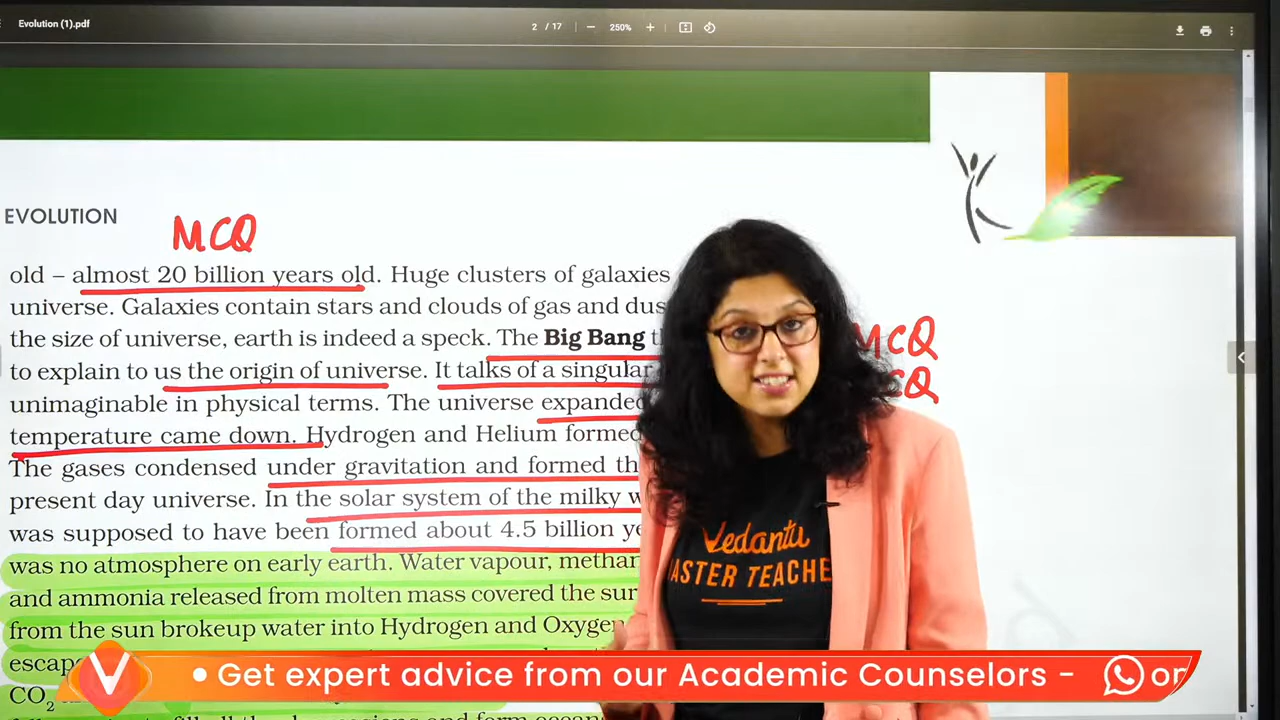 Evolution (1).pdf
2 / 17
250%
EVOLUTION
MCQ
old – almost 20 billion years old. Huge clusters of galaxies
universe. Galaxies contain stars and clouds of gas and dus
the size of universe, earth is indeed a speck. The Big Bang t
to explain to us the origin of universe. It talks of a singular
unimaginable in physical terms. The universe expanded
temperature came down. Hydrogen and Helium formed
The gases condensed under gravitation and formed th
present day universe. In the solar system of the milky w
was supposed to have been formed about 4.5 billion ye
was no atmosphere on early earth. Water vapour, methan
and ammonia released from molten mass covered the sur
from the sun brokeup water into Hydrogen and Oxygen
escap
CO2
MCQ
CQ
Vedantu
ASTER TEACHE
• Get expert advice from our Academic Counselors - on